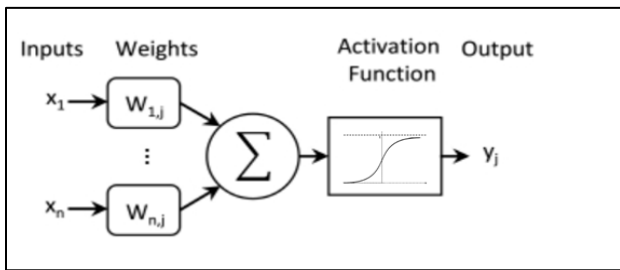 Inputs Weights Activation Function Output
x1 W1,j
⋮ Σ yj
xn Wn,j